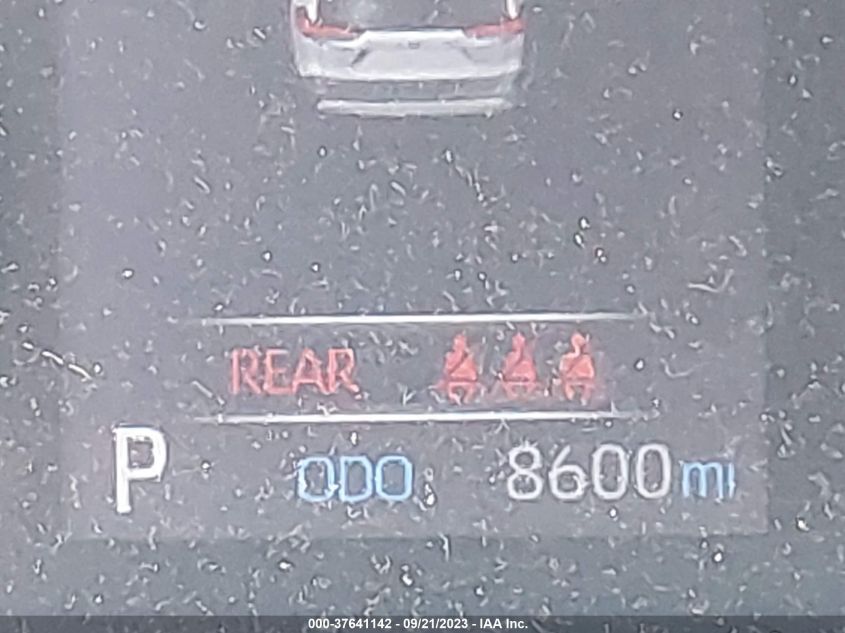 REAR
P ODO 8600 mi
000-37641142 - 09/21/2023 - IAA Inc.